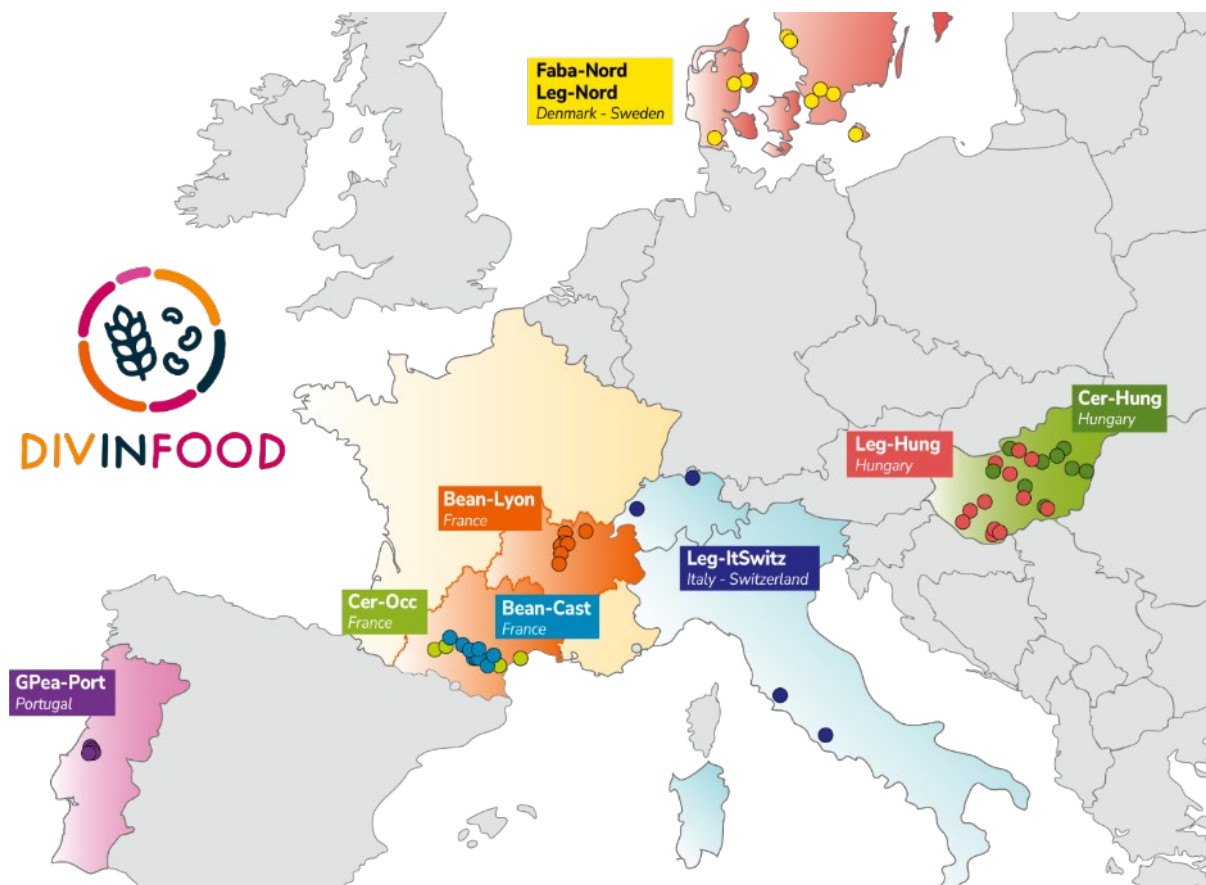 Faba-Nord
Leg-Nord
Denmark - Sweden
DIVINFOOD
Cer-Hung
Hungary
Leg-Hung
Hungary
Bean-Lyon
France
Leg-ItSwitz
Italy - Switzerland
Cer-Occ
France
Bean-Cast
France
GPea-Port
Portugal